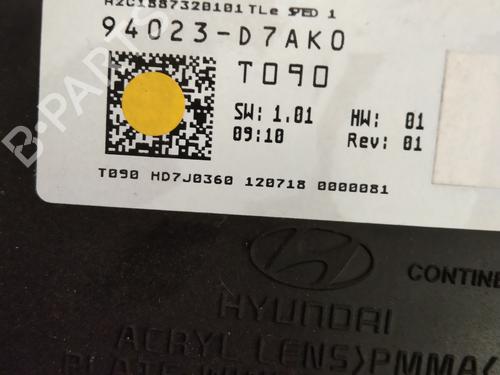 A2C1887320101 TLe SPED 1
94023-D7AK0
T090
SW: 1.01 HW: 01
09:10 Rev: 01
T090 HD7J0360 120718 0000081
CONTINE
HYUNDAI
ACRYL LENS>PMMA<
B-PARTS